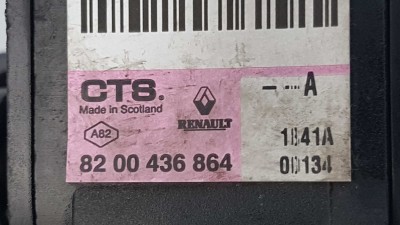 CTS.
Made in Scotland
A82
RENAULT
82 00 436 864
--- A
1841A
00134